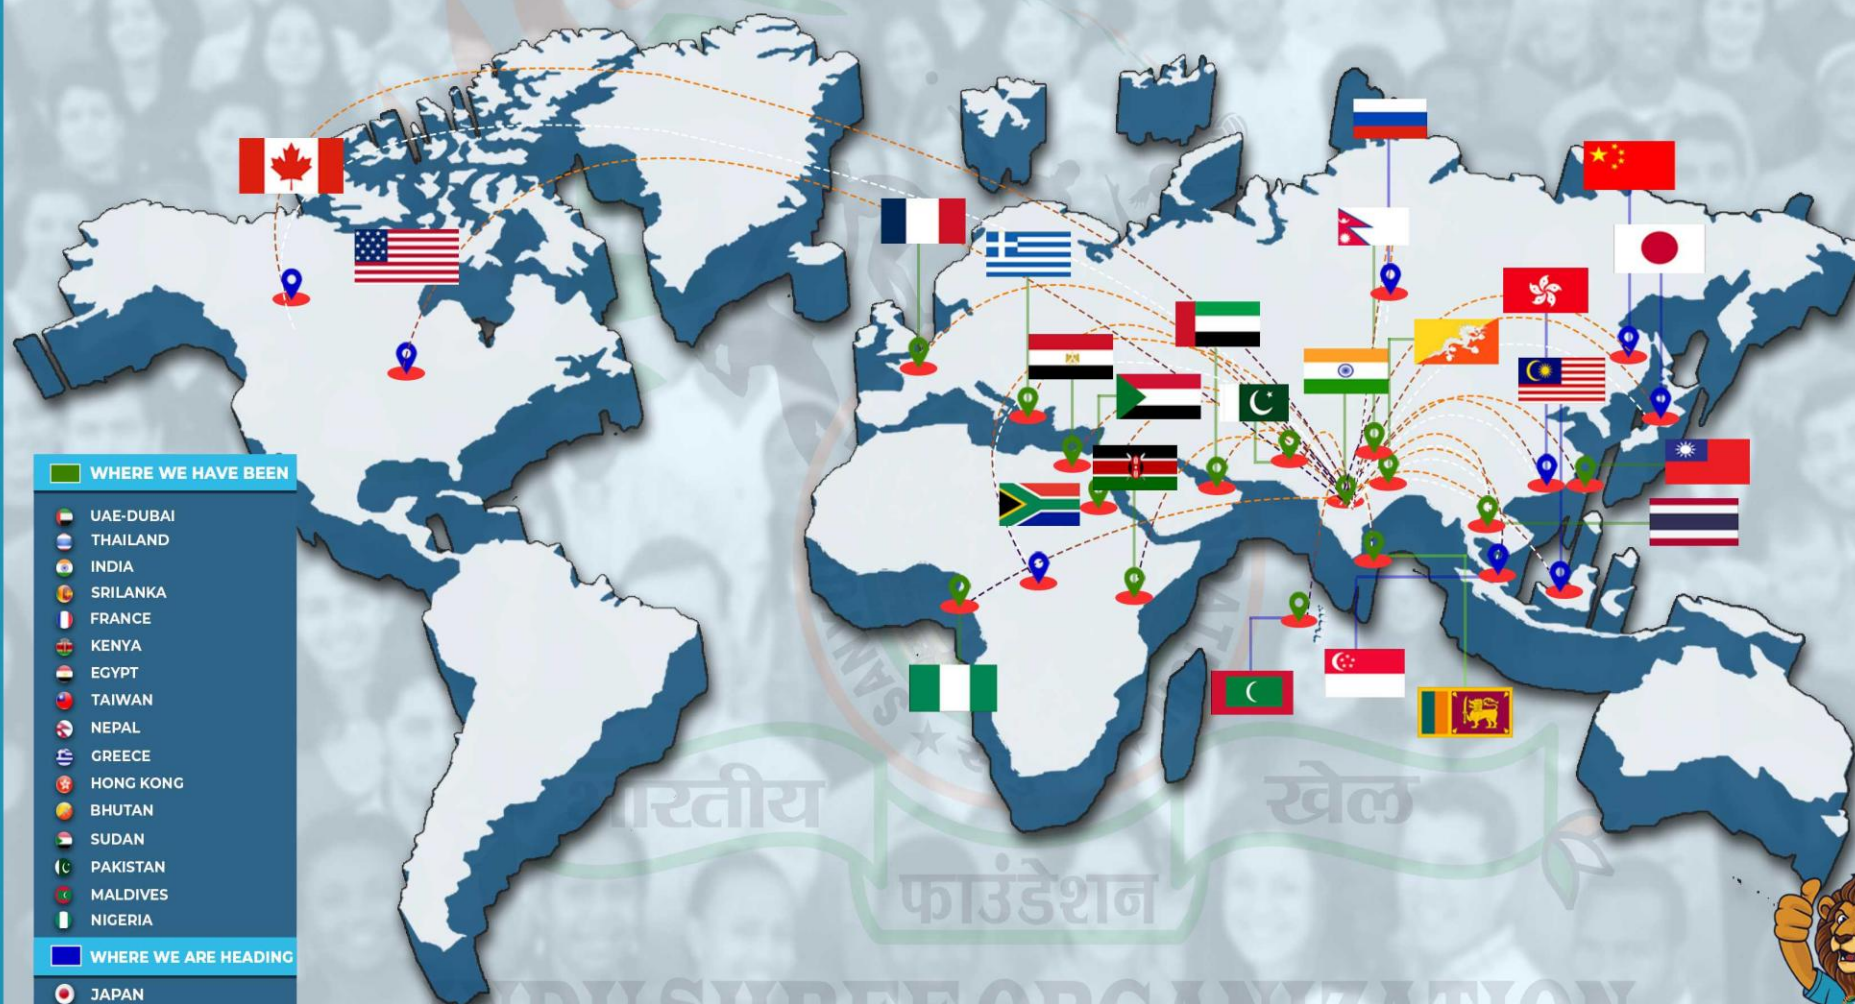 WHERE WE HAVE BEEN
UAE-DUBAI
THAILAND
INDIA
SRILANKA
FRANCE
KENYA
EGYPT
TAIWAN
NEPAL
GREECE
HONG KONG
BHUTAN
SUDAN
PAKISTAN
MALDIVES
NIGERIA
WHERE WE ARE HEADING
JAPAN
भारतीय
खेल
फाउंडेशन
ORGANIZATION